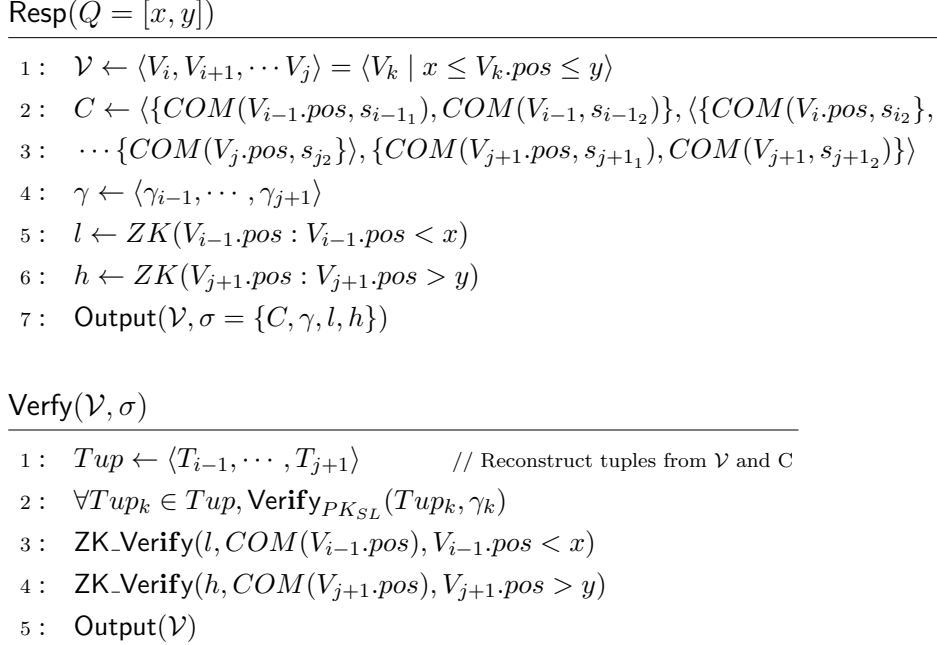 Resp(Q = [x, y])
1 : 𝒱 ← ⟨V_i, V_{i+1}, ⋯ V_j⟩ = ⟨V_k | x ≤ V_k.pos ≤ y⟩
2 : C ← ⟨{COM(V_{i−1}.pos, s_{i−1_1}), COM(V_{i−1}, s_{i−1_2})}, ⟨{COM(V_i.pos, s_{i_2}},
3 : ⋯ {COM(V_j.pos, s_{j_2}}⟩, {COM(V_{j+1}.pos, s_{j+1_1}), COM(V_{j+1}, s_{j+1_2})}⟩
4 : γ ← ⟨γ_{i−1}, ⋯ , γ_{j+1}⟩
5 : l ← ZK(V_{i−1}.pos : V_{i−1}.pos < x)
6 : h ← ZK(V_{j+1}.pos : V_{j+1}.pos > y)
7 : Output(𝒱, σ = {C, γ, l, h})
Verfy(𝒱, σ)
1 : Tup ← ⟨T_{i−1}, ⋯ , T_{j+1}⟩ // Reconstruct tuples from 𝒱 and C
2 : ∀Tup_k ∈ Tup, Verify_{PK_{SL}}(Tup_k, γ_k)
3 : ZK_Verify(l, COM(V_{i−1}.pos), V_{i−1}.pos < x)
4 : ZK_Verify(h, COM(V_{j+1}.pos), V_{j+1}.pos > y)
5 : Output(𝒱)